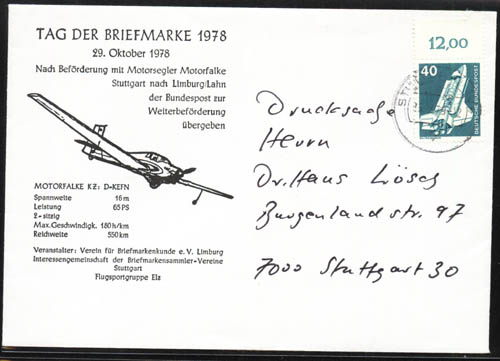 TAG DER BRIEFMARKE 1978
29. Oktober 1978
Nach Beförderung mit Motorsegler Motorfalke
Stuttgart nach Limburg/Lahn
der Bundespost zur
Weiterbeförderung
übergeben
MOTORFALKE KZ: D-KEFN
Spannweite 16 m
Leistung 65 PS
2-sitzig
Max. Geschwindigk. 180 h/km
Reichweite 550 km
Veranstalter: Verein für Briefmarkenkunde e. V. Limburg
Interessengemeinschaft der Briefmarkensammler-Vereine
Stuttgart
Flugsportgruppe Elz
12,00
40
DEUTSCHE BUNDESPOST
Drucksache
Herrn
Dr. Hans Lösch
Burgenlandstr. 97
7000 Stuttgart 30